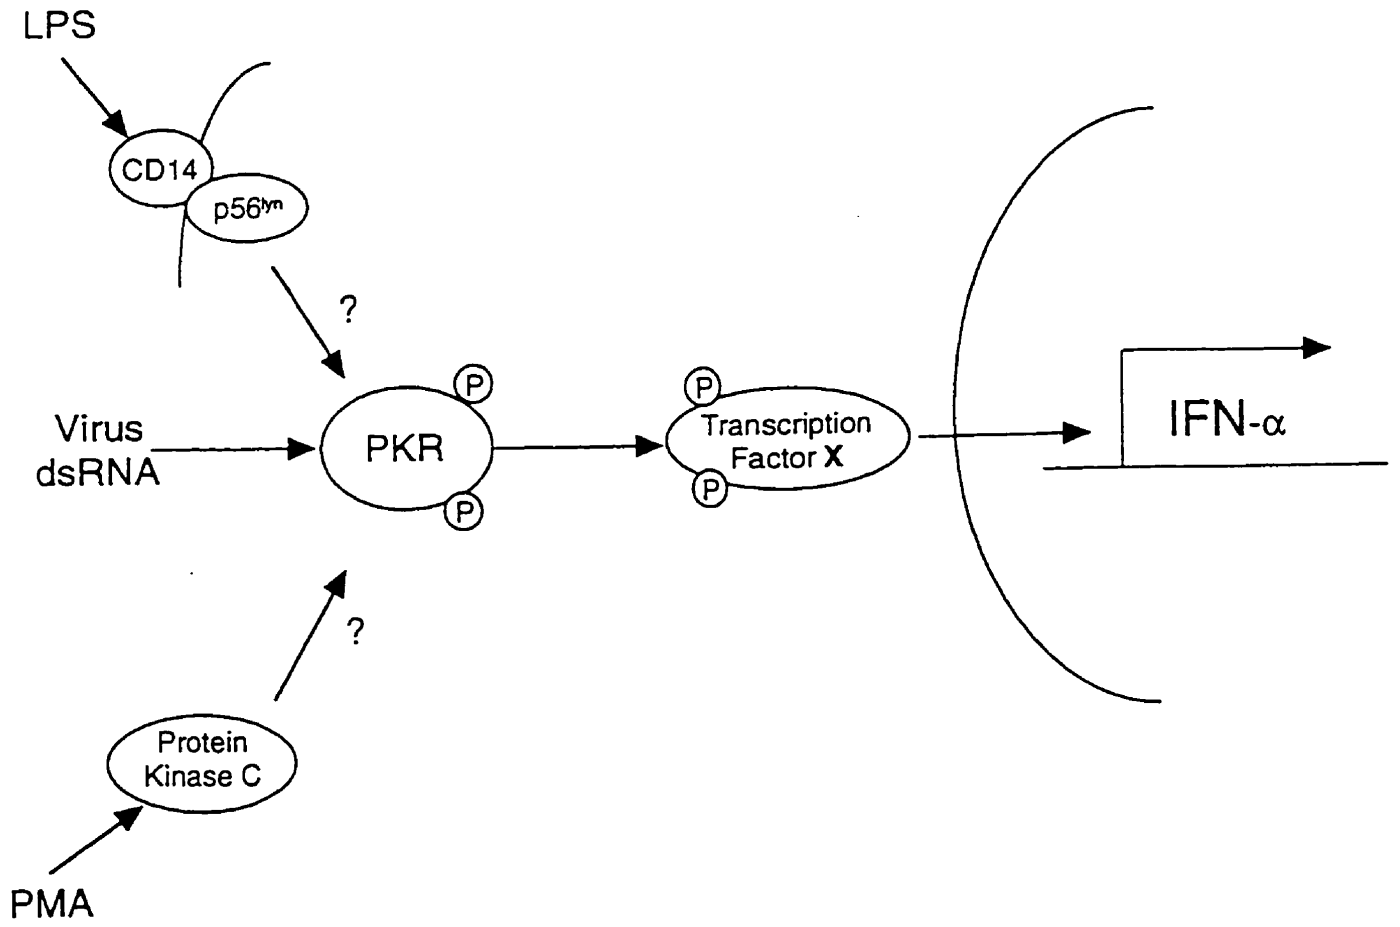 LPS
CD14
p56lyn
?
Virus
dsRNA
PKR
P
P
P
P
Transcription
Factor X
IFN-α
?
Protein
Kinase C
PMA